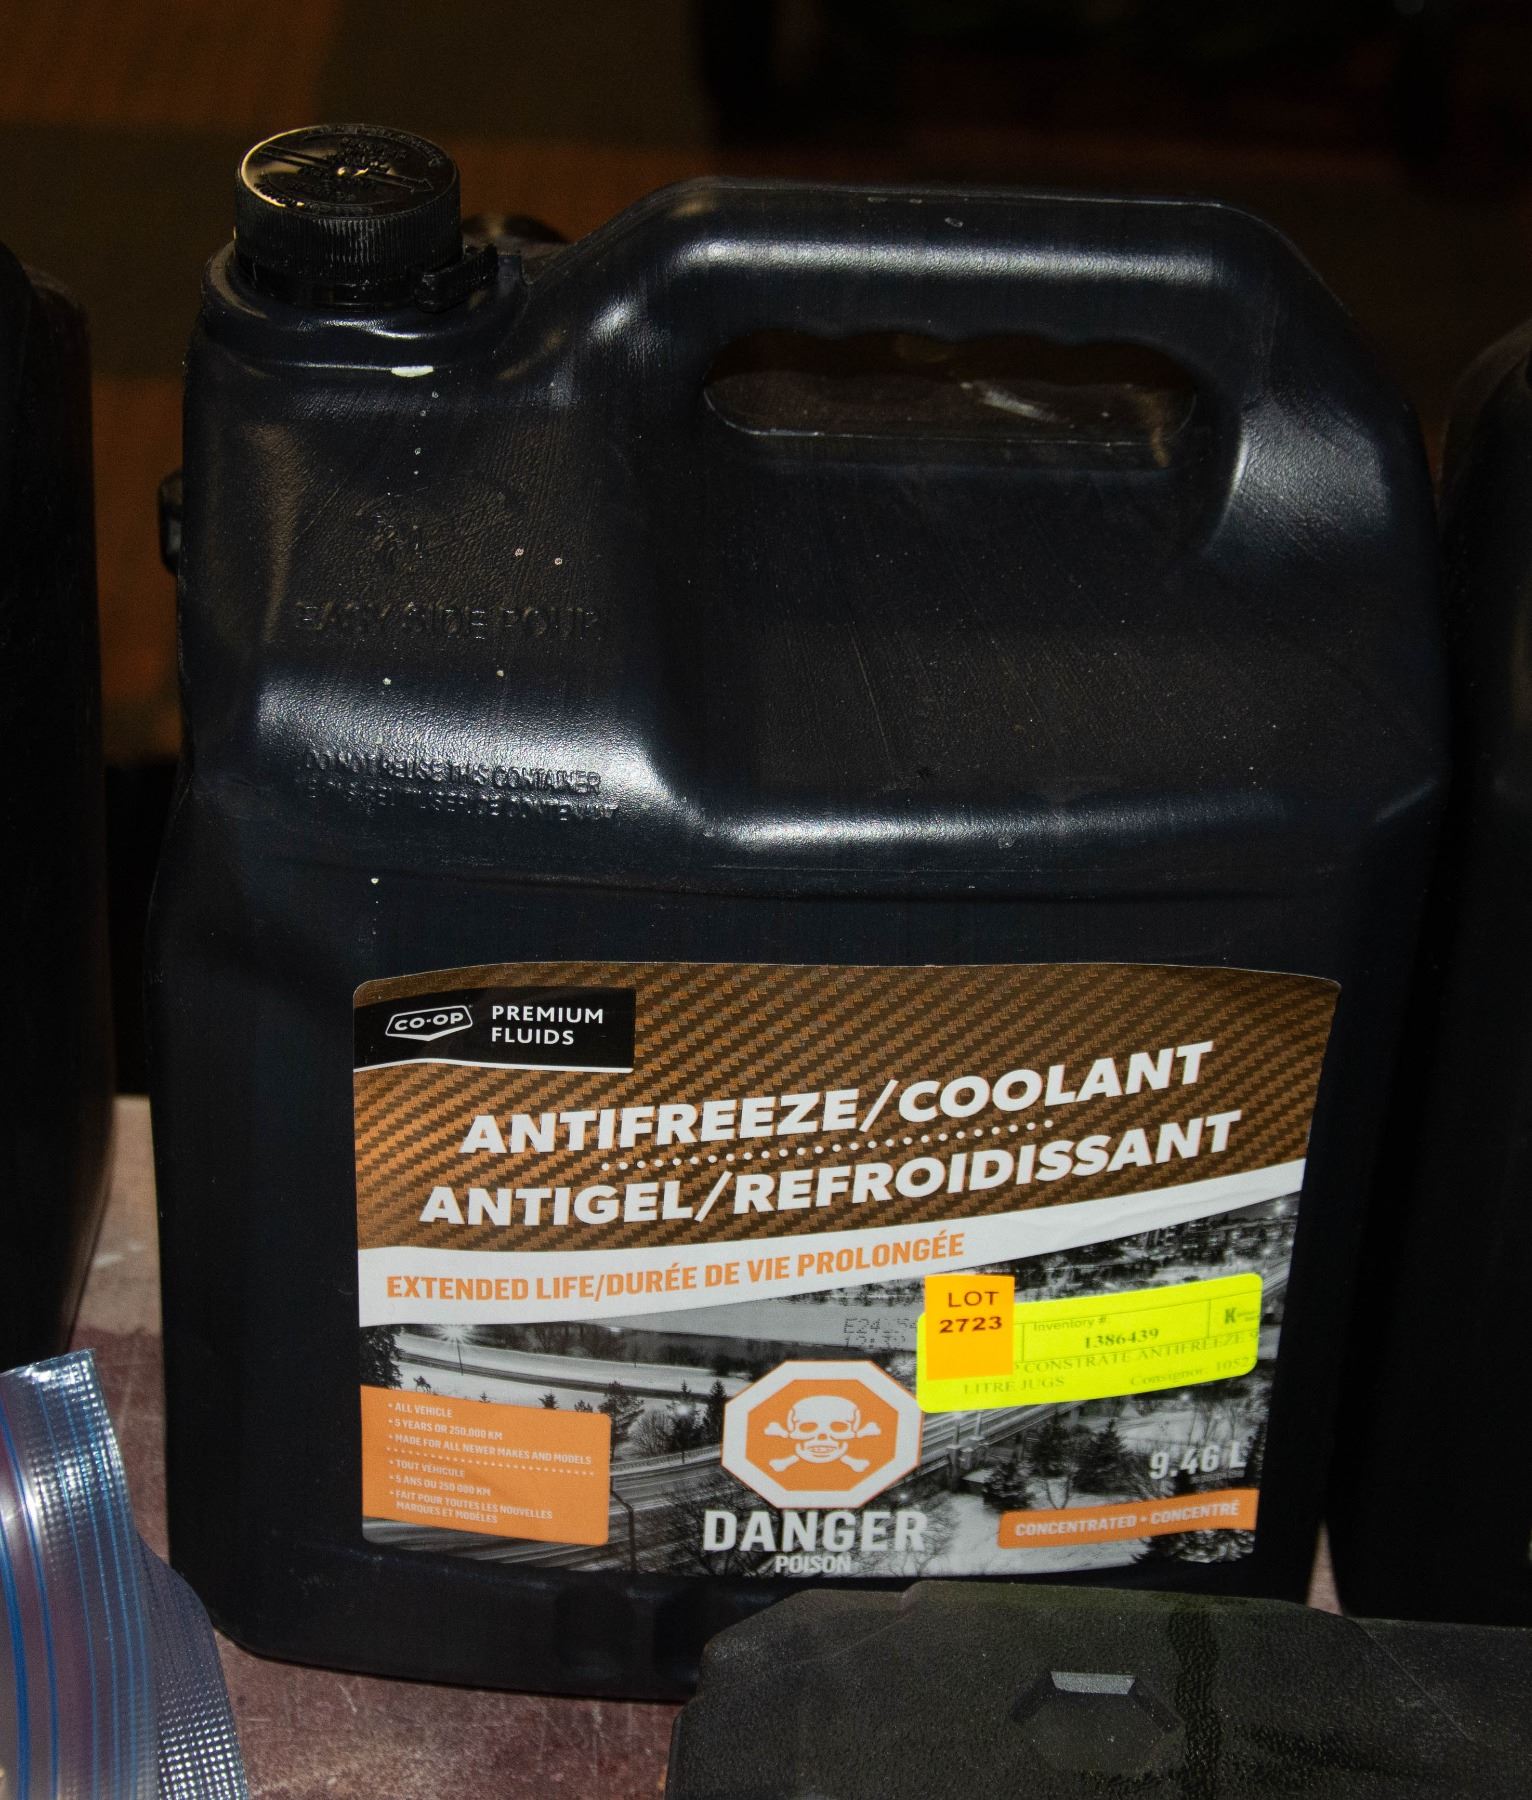 EASY SIDE POUR
DO NOT REUSE THIS CONTAINER
CO-OP
PREMIUM
FLUIDS
ANTIFREEZE/COOLANT
ANTIGEL/REFROIDISSANT
EXTENDED LIFE/DURÉE DE VIE PROLONGÉE
LOT
2723
Inventory #:
1386439
K
CONSTRATE ANTIFREEZE 9
LITRE JUGS
Consignor:
• ALL VEHICLE
• 5 YEARS OR 250,000 KM
• MADE FOR ALL NEWER MAKES AND MODELS
• TOUT VÉHICULE
• 5 ANS OU 250 000 KM
• FAIT POUR TOUTES LES NOUVELLES
MARQUES ET MODÈLES
DANGER
POISON
9.46 L
CONCENTRATED • CONCENTRÉ